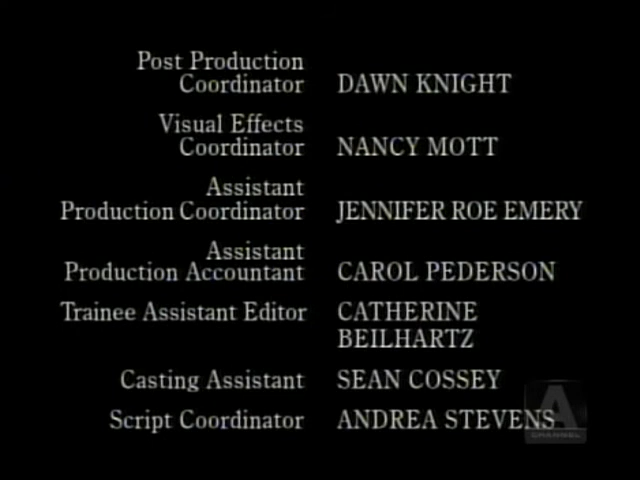 Post Production
Coordinator DAWN KNIGHT
Visual Effects
Coordinator NANCY MOTT
Assistant
Production Coordinator JENNIFER ROE EMERY
Assistant
Production Accountant CAROL PEDERSON
Trainee Assistant Editor CATHERINE
BEILHARTZ
Casting Assistant SEAN COSSEY
Script Coordinator ANDREA STEVENS
A
CHANNEL